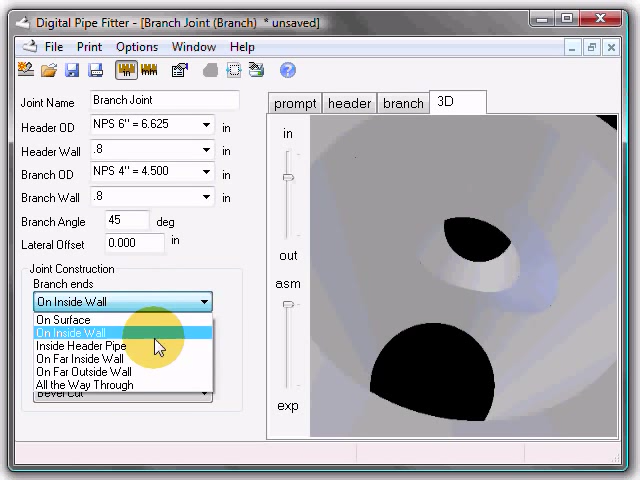 Digital Pipe Fitter - [Branch Joint (Branch) * unsaved]
File Print Options Window Help
Joint Name Branch Joint
Header OD NPS 6" = 6.625 in
Header Wall .8 in
Branch OD NPS 4" = 4.500 in
Branch Wall .8 in
Branch Angle 45 deg
Lateral Offset 0.000 in
Joint Construction
Branch ends
On Inside Wall
On Surface
On Inside Wall
Inside Header Pipe
On Far Inside Wall
On Far Outside Wall
All the Way Through
Bevel Cut
prompt header branch 3D
in
out
asm
exp